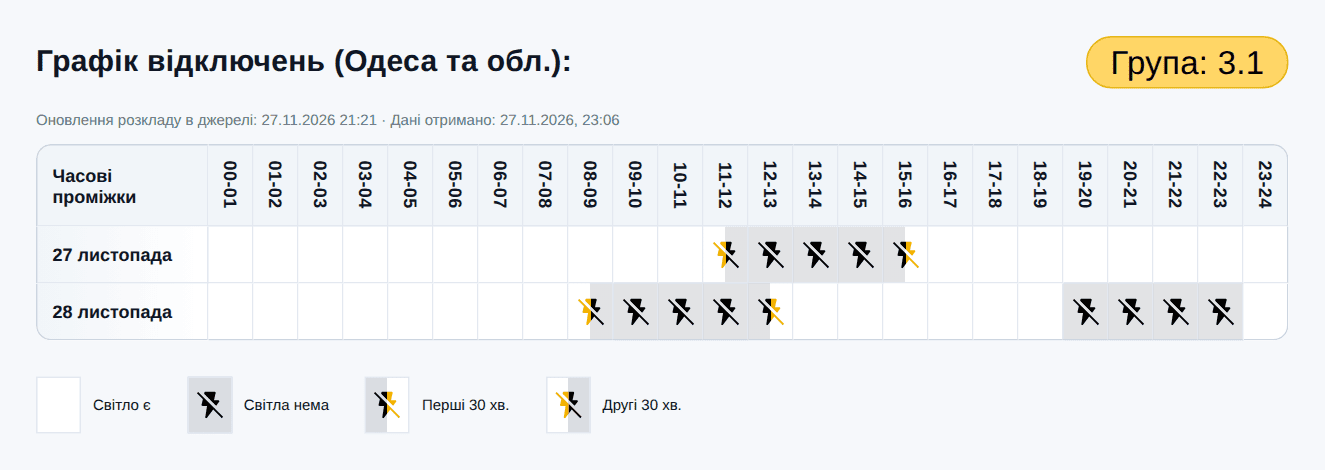 Графік відключень (Одеса та обл.):
Група: 3.1
Оновлення розкладу в джерелі: 27.11.2026 21:21 · Дані отримано: 27.11.2026, 23:06
Часові
проміжки
00-01
01-02
02-03
03-04
04-05
05-06
06-07
07-08
08-09
09-10
10-11
11-12
12-13
13-14
14-15
15-16
16-17
17-18
18-19
19-20
20-21
21-22
22-23
23-24
27 листопада
28 листопада
Світло є
Світла нема
Перші 30 хв.
Другі 30 хв.